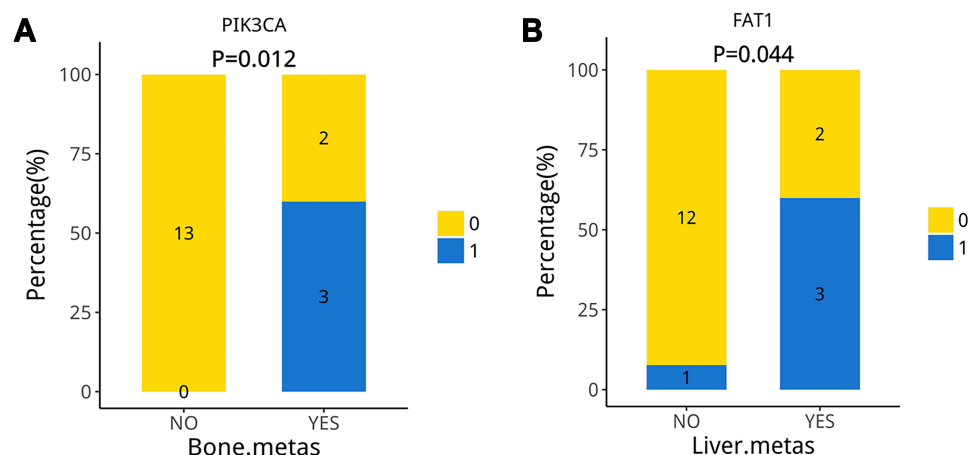 A
PIK3CA
P=0.012
100
75
50
25
0
Percentage(%)
2
13
3
0
NO YES
Bone.metas
0
1
B
FAT1
P=0.044
100
75
50
25
0
Percentage(%)
2
12
3
1
NO YES
Liver.metas
0
1